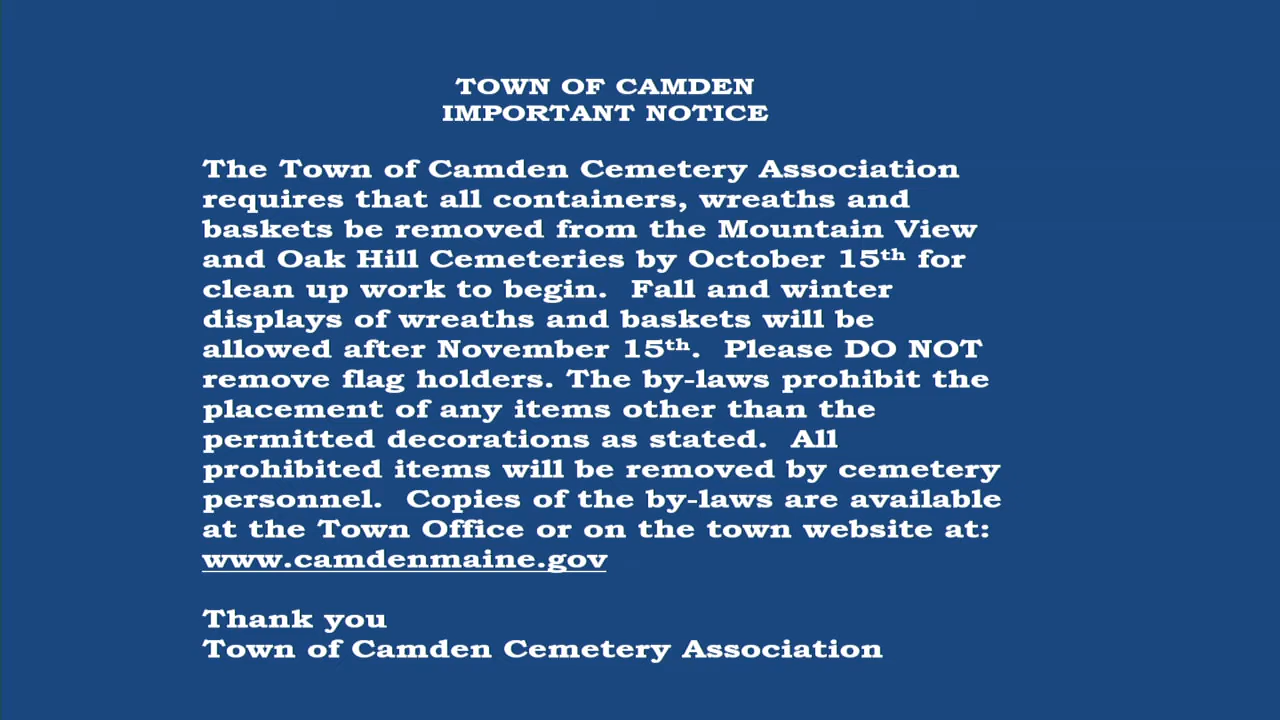 TOWN OF CAMDEN
IMPORTANT NOTICE
The Town of Camden Cemetery Association
requires that all containers, wreaths and
baskets be removed from the Mountain View
and Oak Hill Cemeteries by October 15th for
clean up work to begin.  Fall and winter
displays of wreaths and baskets will be
allowed after November 15th.  Please DO NOT
remove flag holders. The by-laws prohibit the
placement of any items other than the
permitted decorations as stated.  All
prohibited items will be removed by cemetery
personnel.  Copies of the by-laws are available
at the Town Office or on the town website at:
www.camdenmaine.gov
Thank you
Town of Camden Cemetery Association